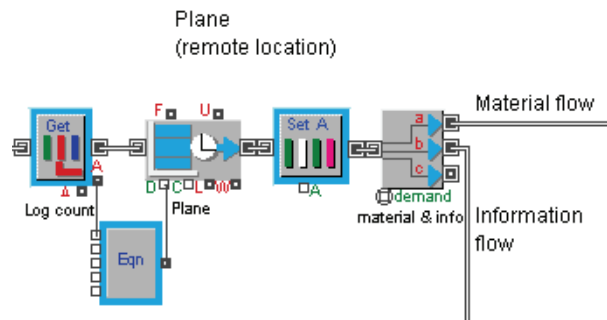 Plane
(remote location)
Get
A
Δ
Log count
F
U
D
C
L
W
Plane
Set A
A
a
b
c
demand
material & info
Material flow
Information
flow
Eqn